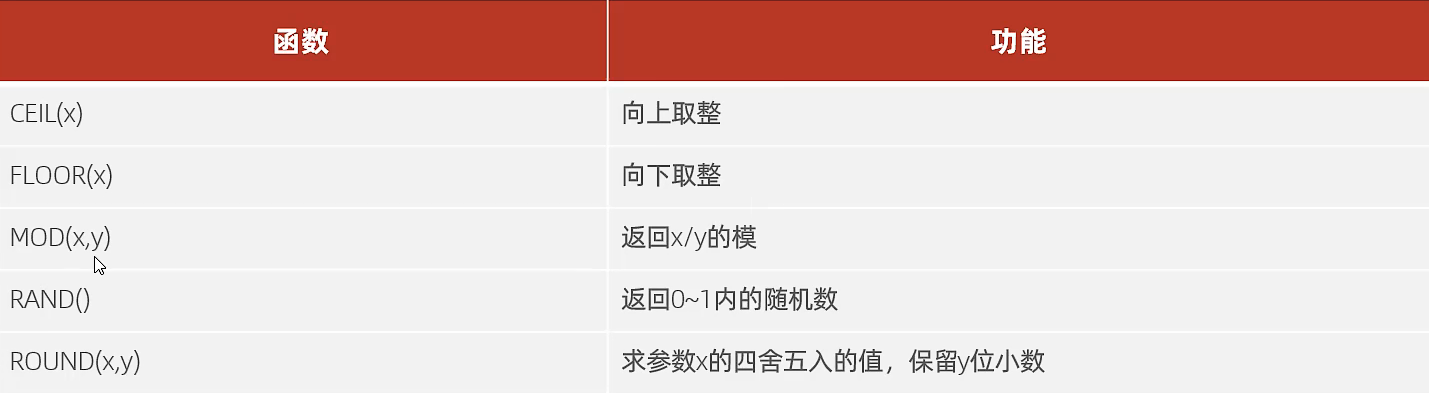 函数 功能
CEIL(x) 向上取整
FLOOR(x) 向下取整
MOD(x,y) 返回x/y的模
RAND() 返回0~1内的随机数
ROUND(x,y) 求参数x的四舍五入的值，保留y位小数